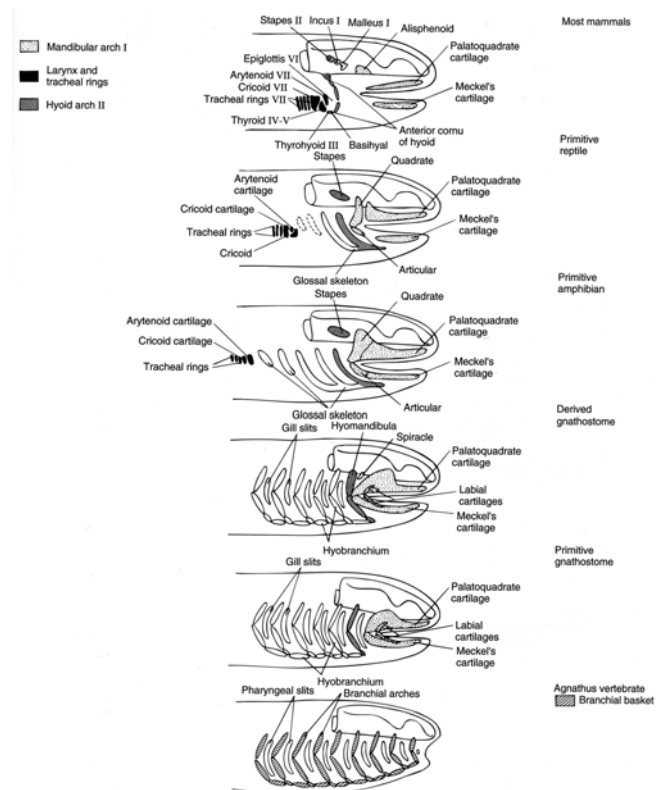 Mandibular arch I
Larynx and
tracheal rings
Hyoid arch II
Most mammals
Stapes II
Incus I
Malleus I
Alisphenoid
Palatoquadrate
cartilage
Epiglottis VI
Arytenoid VII
Cricoid VII
Tracheal rings VII
Thyroid IV-V
Meckel's
cartilage
Anterior cornu
of hyoid
Thyrohyoid III
Basihyal
Primitive
reptile
Stapes
Quadrate
Arytenoid
cartilage
Palatoquadrate
cartilage
Cricoid cartilage
Tracheal rings
Cricoid
Meckel's
cartilage
Articular
Glossal skeleton
Primitive
amphibian
Stapes
Quadrate
Arytenoid cartilage
Cricoid cartilage
Tracheal rings
Palatoquadrate
cartilage
Meckel's
cartilage
Articular
Glossal skeleton
Derived
gnathostome
Gill slits
Hyomandibula
Spiracle
Palatoquadrate
cartilage
Labial
cartilages
Meckel's
cartilage
Hyobranchium
Primitive
gnathostome
Gill slits
Palatoquadrate
cartilage
Labial
cartilages
Meckel's
cartilage
Hyobranchium
Agnathus vertebrate
Branchial basket
Pharyngeal slits
Branchial arches